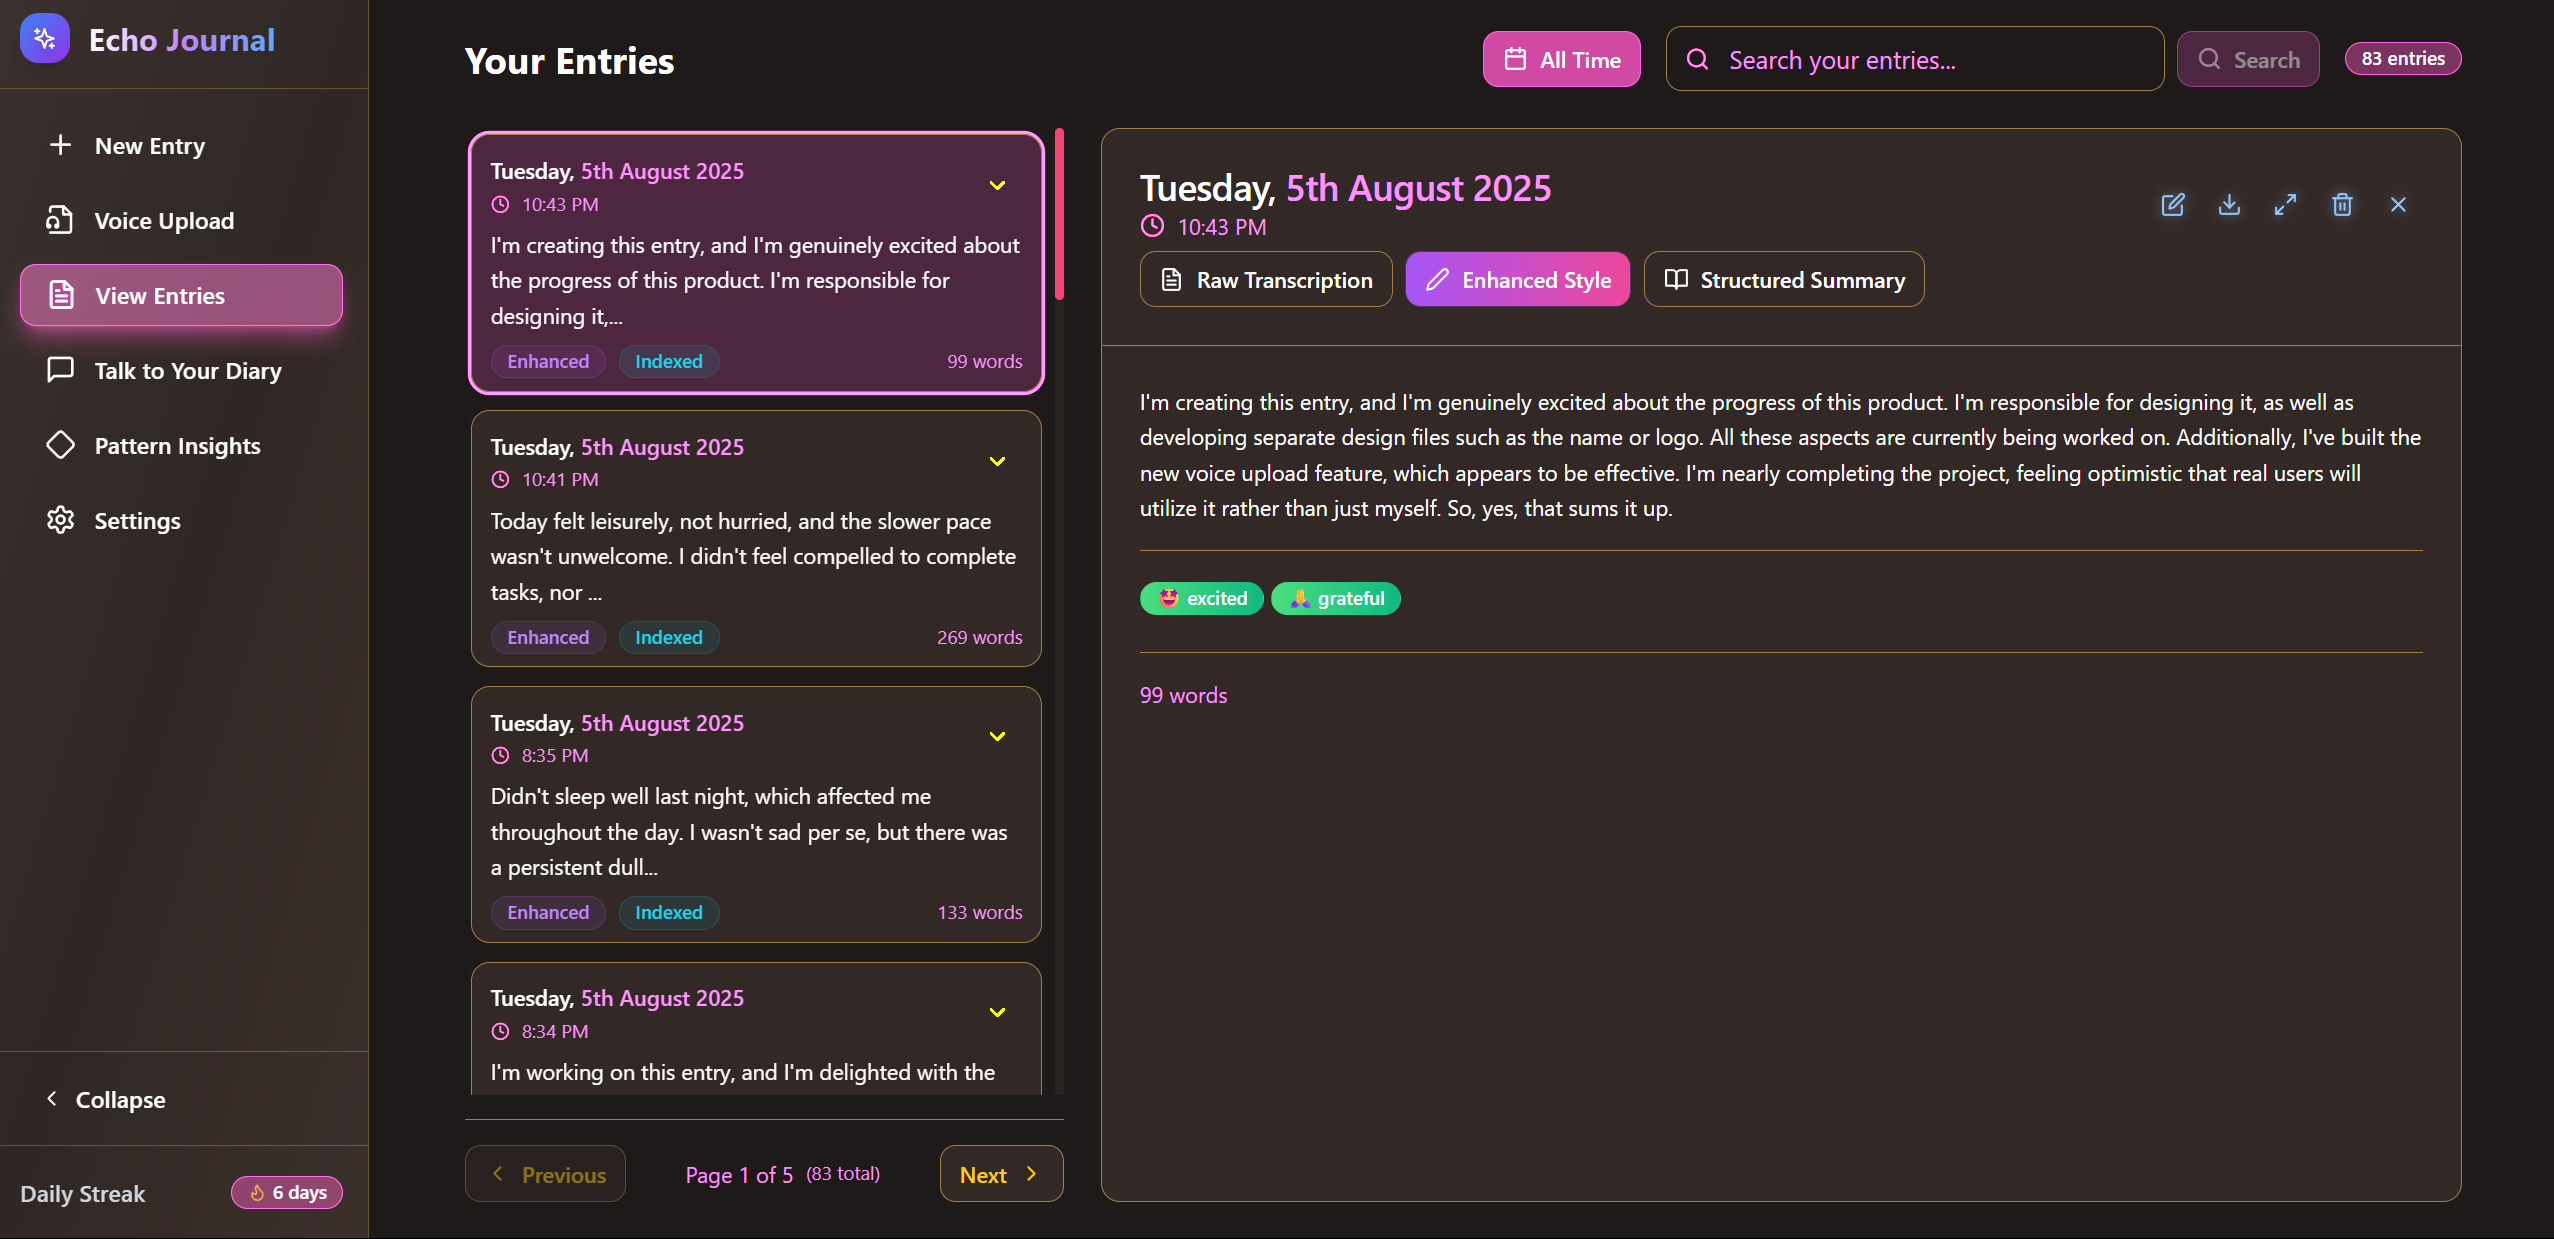 Echo Journal
New Entry
Voice Upload
View Entries
Talk to Your Diary
Pattern Insights
Settings
Collapse
Daily Streak
6 days
Your Entries
All Time
Search your entries...
Search
83 entries
Tuesday, 5th August 2025
10:43 PM
I'm creating this entry, and I'm genuinely excited about
the progress of this product. I'm responsible for
designing it,...
Enhanced
Indexed
99 words
Tuesday, 5th August 2025
10:41 PM
Today felt leisurely, not hurried, and the slower pace
wasn't unwelcome. I didn't feel compelled to complete
tasks, nor ...
Enhanced
Indexed
269 words
Tuesday, 5th August 2025
8:35 PM
Didn't sleep well last night, which affected me
throughout the day. I wasn't sad per se, but there was
a persistent dull...
Enhanced
Indexed
133 words
Tuesday, 5th August 2025
8:34 PM
I'm working on this entry, and I'm delighted with the
Previous
Page 1 of 5 (83 total)
Next
Tuesday, 5th August 2025
10:43 PM
Raw Transcription
Enhanced Style
Structured Summary
I'm creating this entry, and I'm genuinely excited about the progress of this product. I'm responsible for designing it, as well as
developing separate design files such as the name or logo. All these aspects are currently being worked on. Additionally, I've built the
new voice upload feature, which appears to be effective. I'm nearly completing the project, feeling optimistic that real users will
utilize it rather than just myself. So, yes, that sums it up.
excited
grateful
99 words